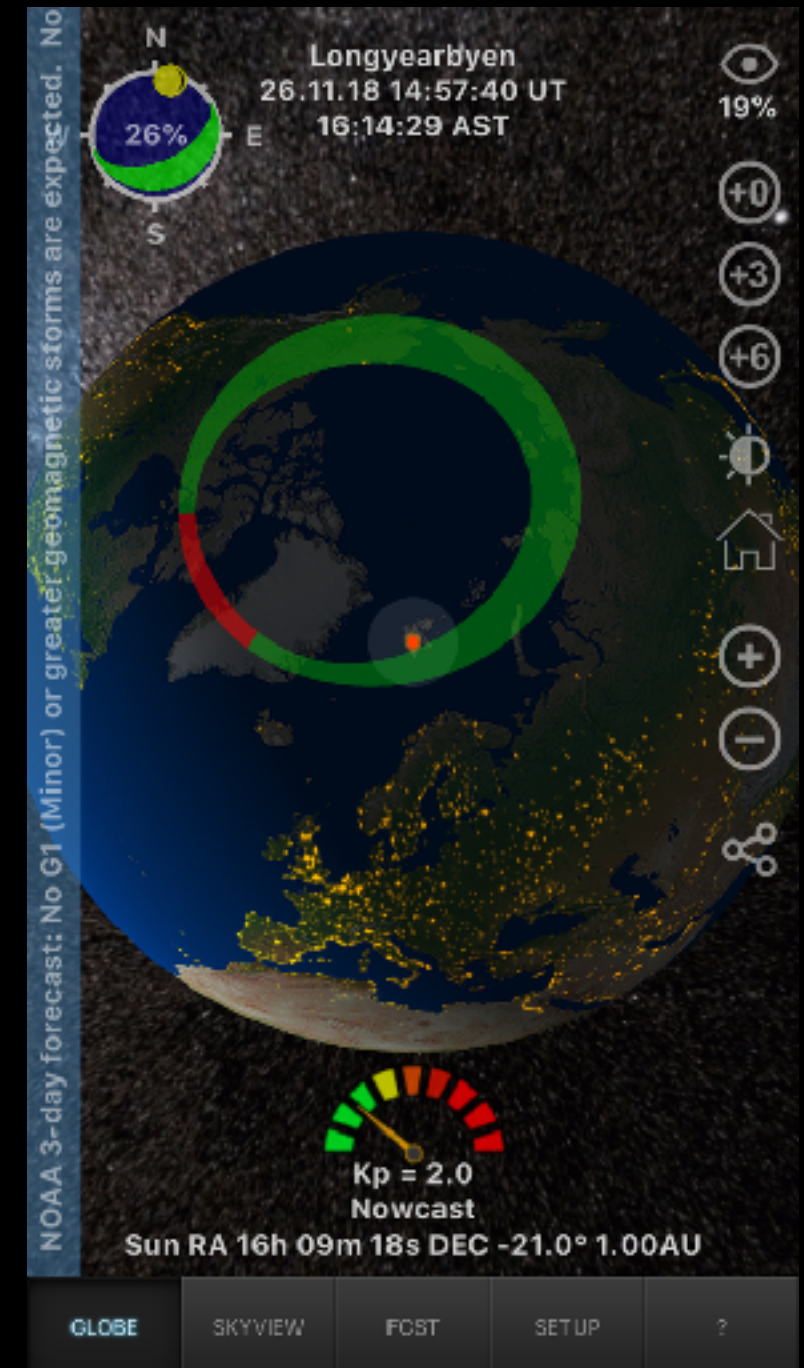 N
Longyearbyen
26.11.18 14:57:40 UT
16:14:29 AST
19%
26%
E
S
+0
+3
+6
NOAA 3-day forecast: No G1 (Minor) or greater geomagnetic storms are expected. No
Kp = 2.0
Nowcast
Sun RA 16h 09m 18s DEC -21.0° 1.00AU
GLOBE
SKYVIEW
FCST
SETUP
?